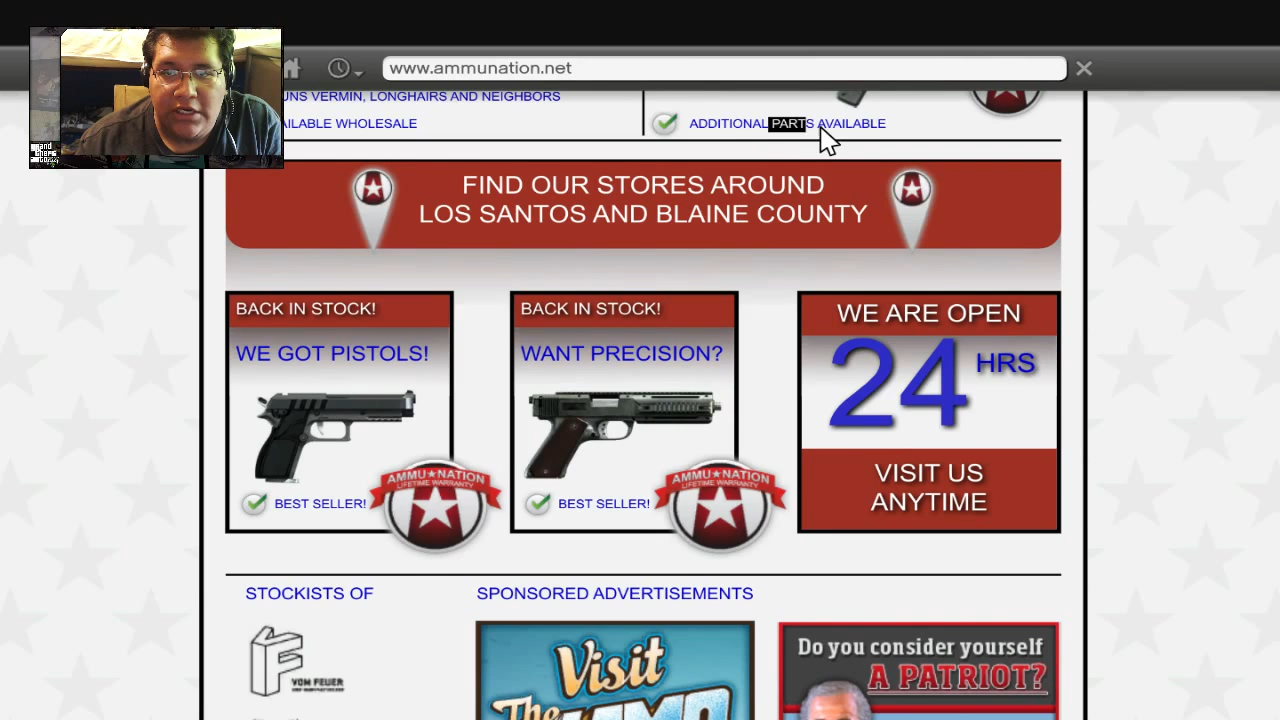 www.ammunation.net
UNS VERMIN, LONGHAIRS AND NEIGHBORS
AILABLE WHOLESALE
ADDITIONAL PARTS AVAILABLE
FIND OUR STORES AROUND
LOS SANTOS AND BLAINE COUNTY
BACK IN STOCK!
WE GOT PISTOLS!
BEST SELLER!
AMMU★NATION
LIFETIME WARRANTY
BACK IN STOCK!
WANT PRECISION?
BEST SELLER!
AMMU★NATION
LIFETIME WARRANTY
WE ARE OPEN
24 HRS
VISIT US
ANYTIME
STOCKISTS OF
VOM FEUER
SPONSORED ADVERTISEMENTS
Visit
The
Do you consider yourself
A PATRIOT?